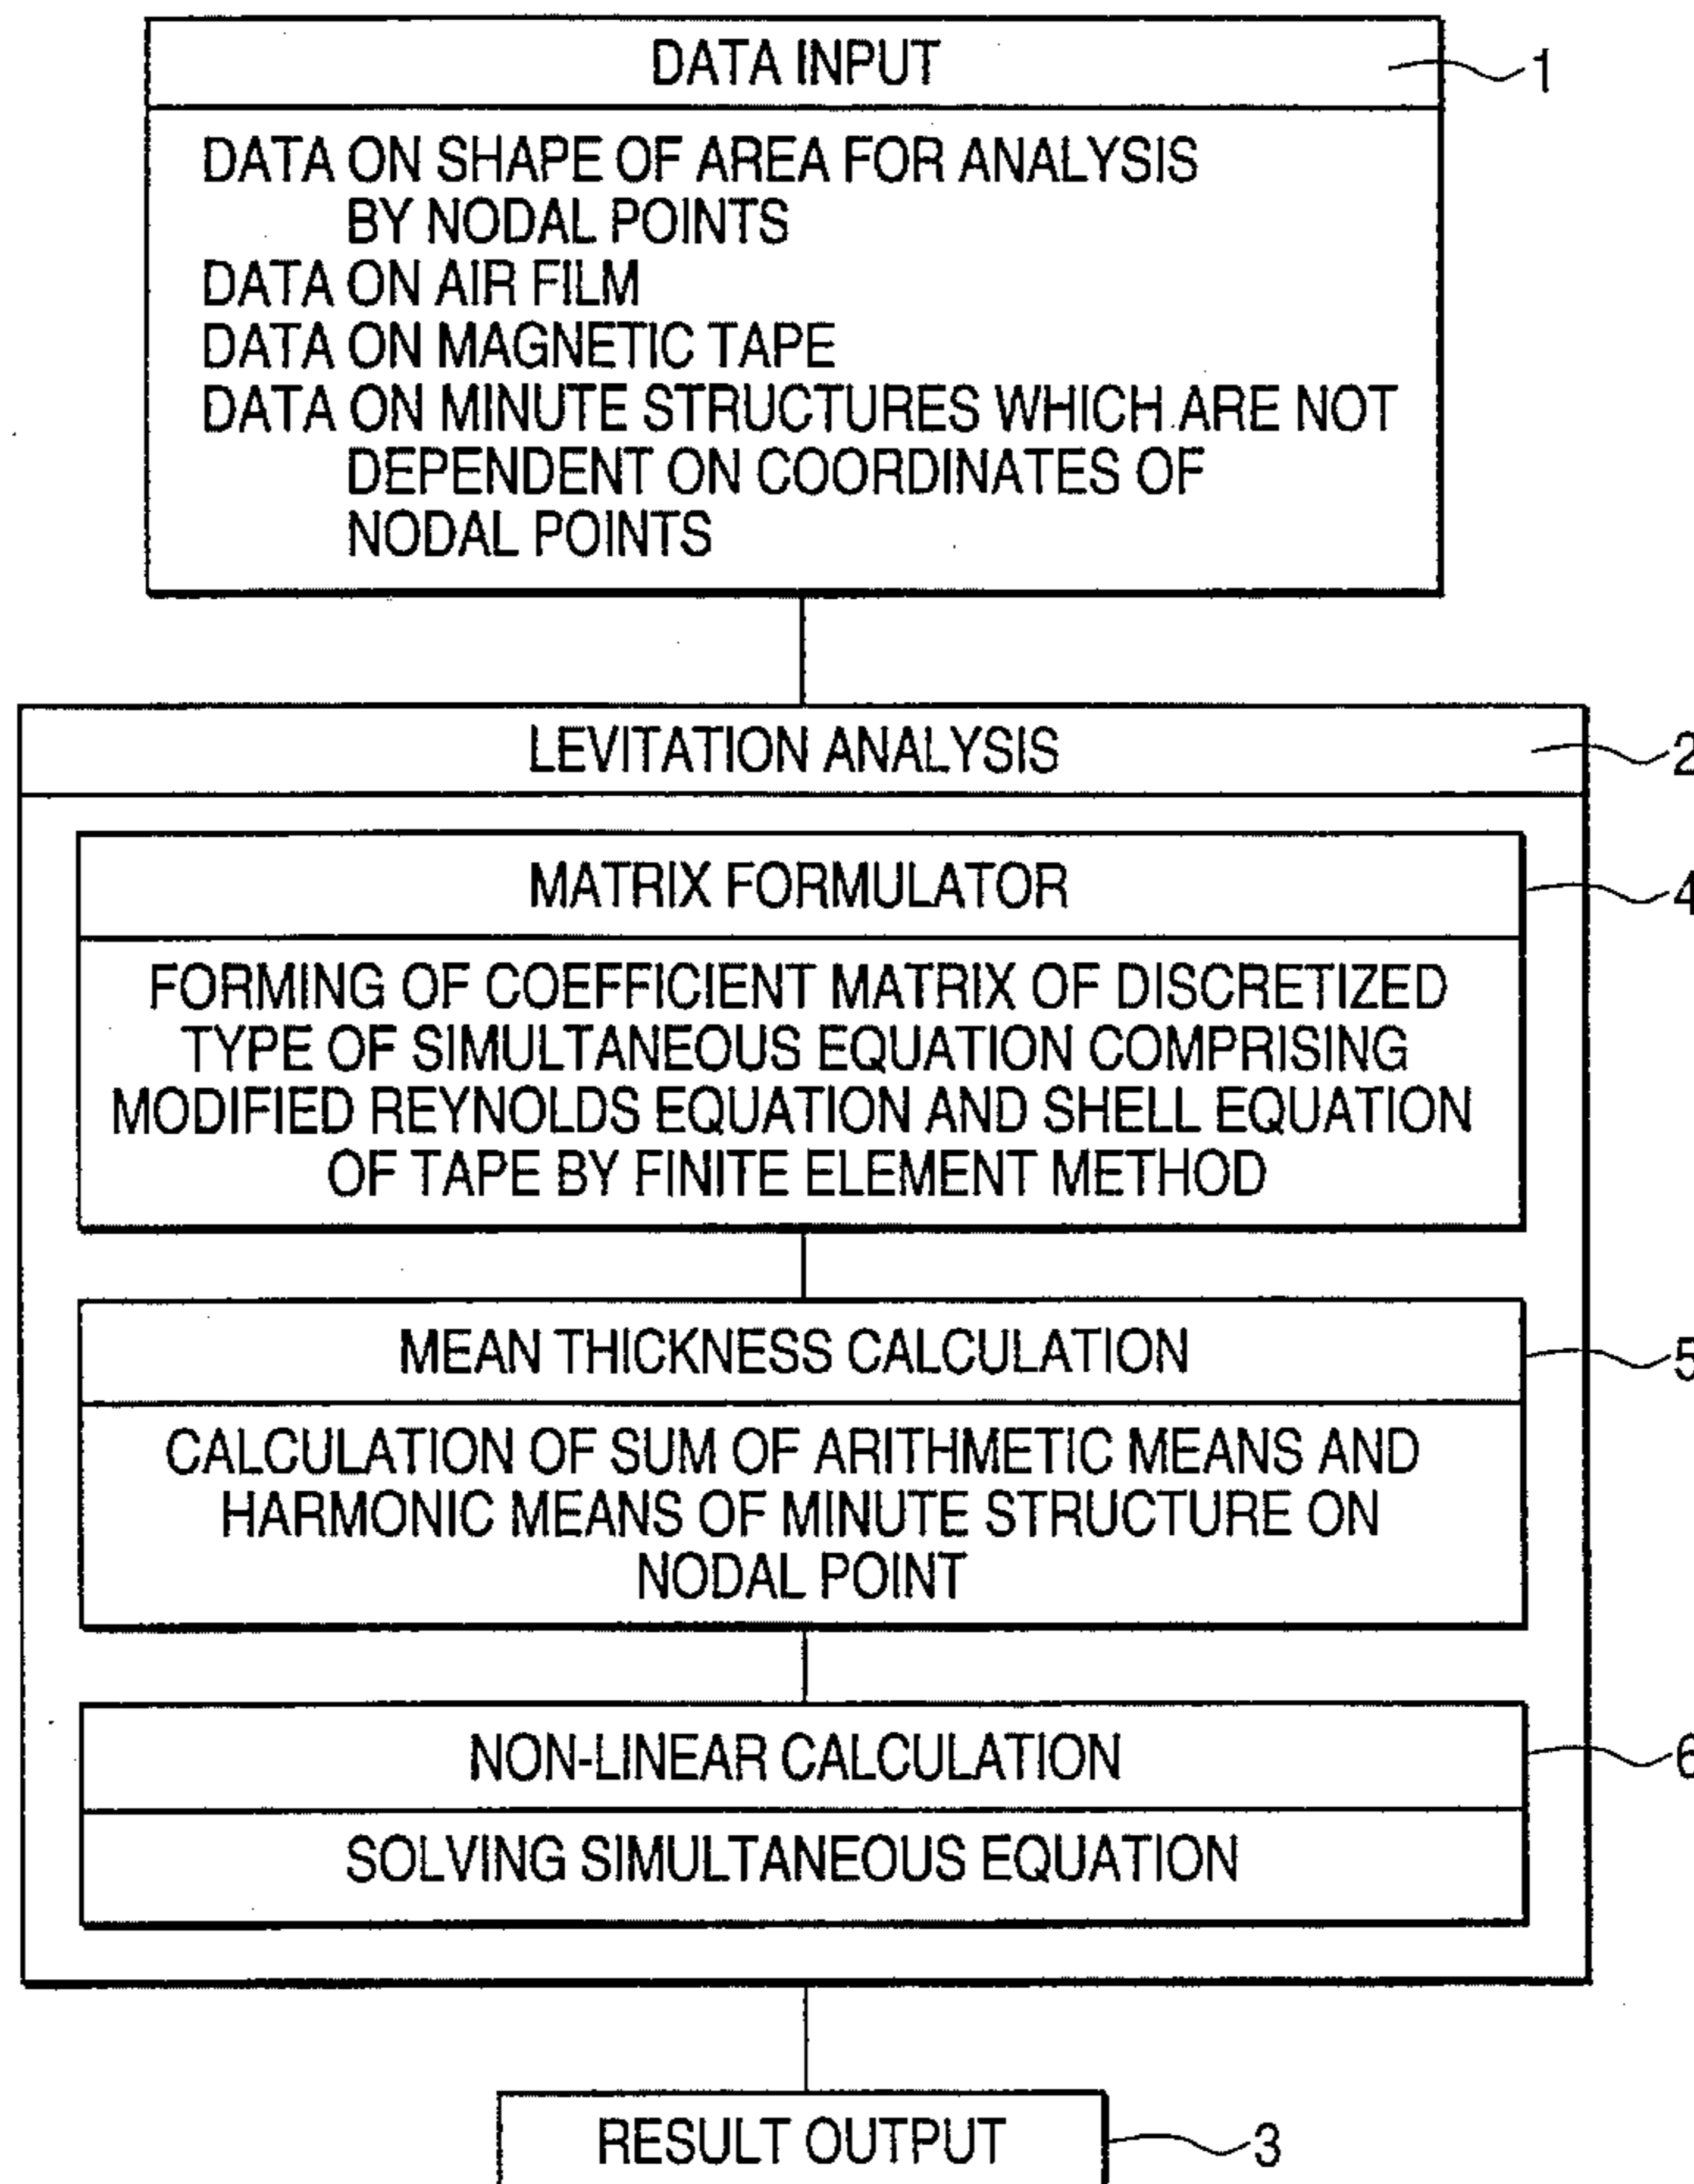 DATA INPUT
1
DATA ON SHAPE OF AREA FOR ANALYSIS
BY NODAL POINTS
DATA ON AIR FILM
DATA ON MAGNETIC TAPE
DATA ON MINUTE STRUCTURES WHICH ARE NOT
DEPENDENT ON COORDINATES OF
NODAL POINTS
LEVITATION ANALYSIS
2
MATRIX FORMULATOR
4
FORMING OF COEFFICIENT MATRIX OF DISCRETIZED
TYPE OF SIMULTANEOUS EQUATION COMPRISING
MODIFIED REYNOLDS EQUATION AND SHELL EQUATION
OF TAPE BY FINITE ELEMENT METHOD
MEAN THICKNESS CALCULATION
5
CALCULATION OF SUM OF ARITHMETIC MEANS AND
HARMONIC MEANS OF MINUTE STRUCTURE ON
NODAL POINT
NON-LINEAR CALCULATION
6
SOLVING SIMULTANEOUS EQUATION
RESULT OUTPUT
3